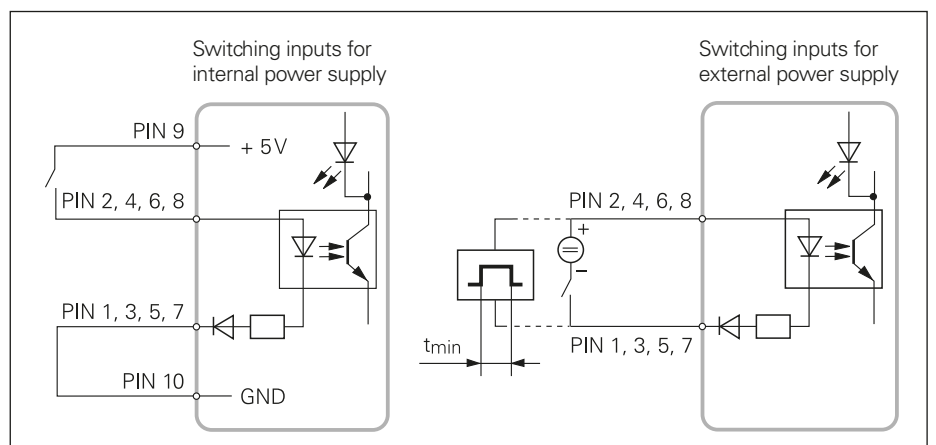 Switching inputs for
internal power supply
PIN 9
+ 5V
PIN 2, 4, 6, 8
PIN 1, 3, 5, 7
PIN 10
GND
Switching inputs for
external power supply
PIN 2, 4, 6, 8
+
–
tmin
PIN 1, 3, 5, 7